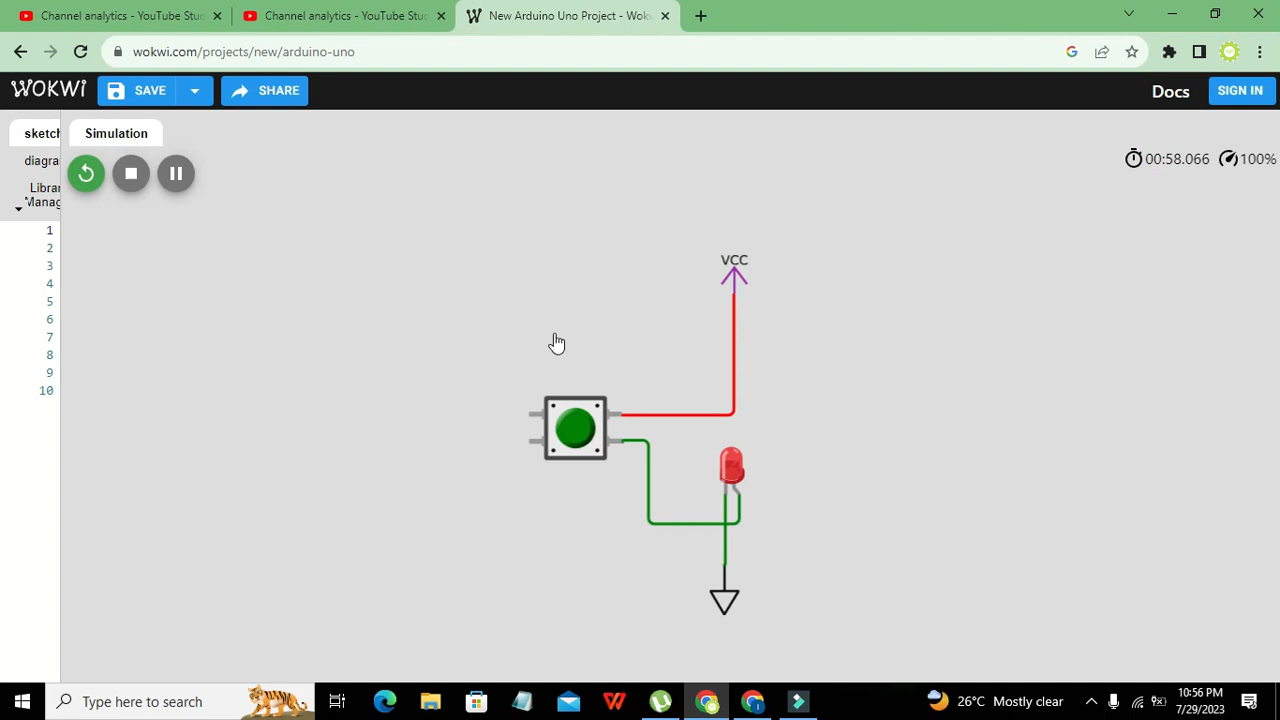 Channel analytics - YouTube Stu
Channel analytics - YouTube Stu
New Arduino Uno Project - Wok
wokwi.com/projects/new/arduino-uno
WOKWi
SAVE
SHARE
Docs
SIGN IN
sketch
Simulation
diagra
Librar
Manag
00:58.066
100%
1
2
3
4
5
6
7
8
9
10
VCC
Type here to search
26°C Mostly clear
10:56 PM
7/29/2023